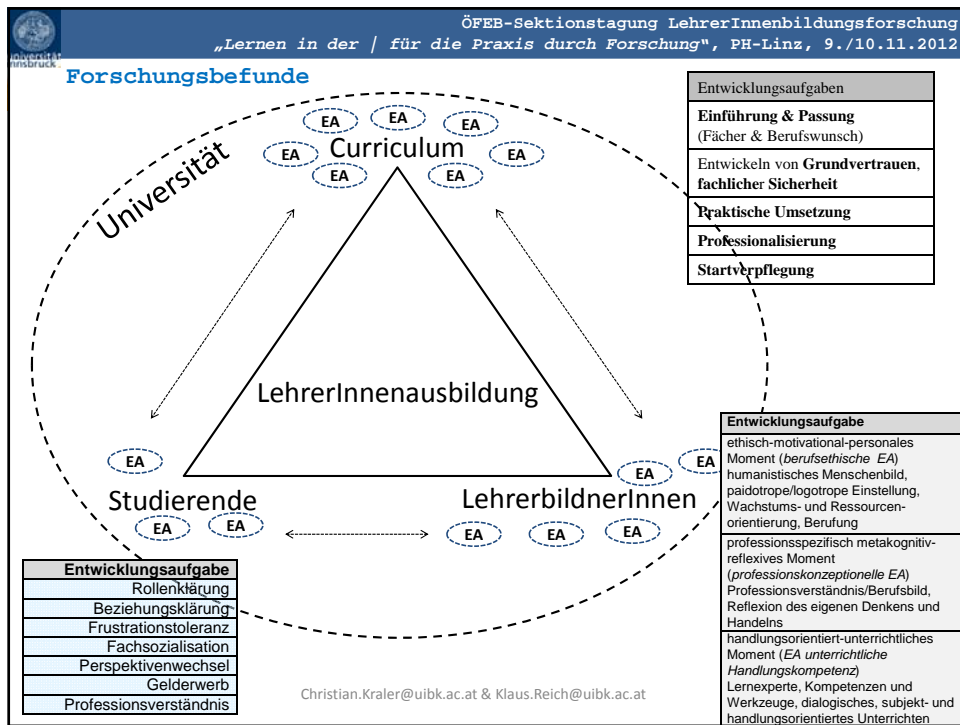 ÖFEB-Sektionstagung LehrerInnenbildungsforschung
„Lernen in der | für die Praxis durch Forschung“, PH-Linz, 9./10.11.2012
universität
innsbruck
Forschungsbefunde
Universität
EA
EA
EA
EA
EA
EA
EA
EA
Curriculum
LehrerInnenausbildung
EA
Studierende
EA
EA
EA
EA
LehrerbildnerInnen
EA
EA
EA
Entwicklungsaufgaben
Einführung & Passung
(Fächer & Berufswunsch)
Entwickeln von Grundvertrauen,
fachlicher Sicherheit
Praktische Umsetzung
Professionalisierung
Startverpflegung
Entwicklungsaufgabe
Rollenklärung
Beziehungsklärung
Frustrationstoleranz
Fachsozialisation
Perspektivenwechsel
Gelderwerb
Professionsverständnis
Entwicklungsaufgabe
ethisch-motivational-personales
Moment (berufsethische EA)
humanistisches Menschenbild,
paidotrope/logotrope Einstellung,
Wachstums- und Ressourcen-
orientierung, Berufung
professionsspezifisch metakognitiv-
reflexives Moment
(professionskonzeptionelle EA)
Professionsverständnis/Berufsbild,
Reflexion des eigenen Denkens und
Handelns
handlungsorientiert-unterrichtliches
Moment (EA unterrichtliche
Handlungskompetenz)
Lernexperte, Kompetenzen und
Werkzeuge, dialogisches, subjekt- und
handlungsorientiertes Unterrichten
Christian.Kraler@uibk.ac.at & Klaus.Reich@uibk.ac.at